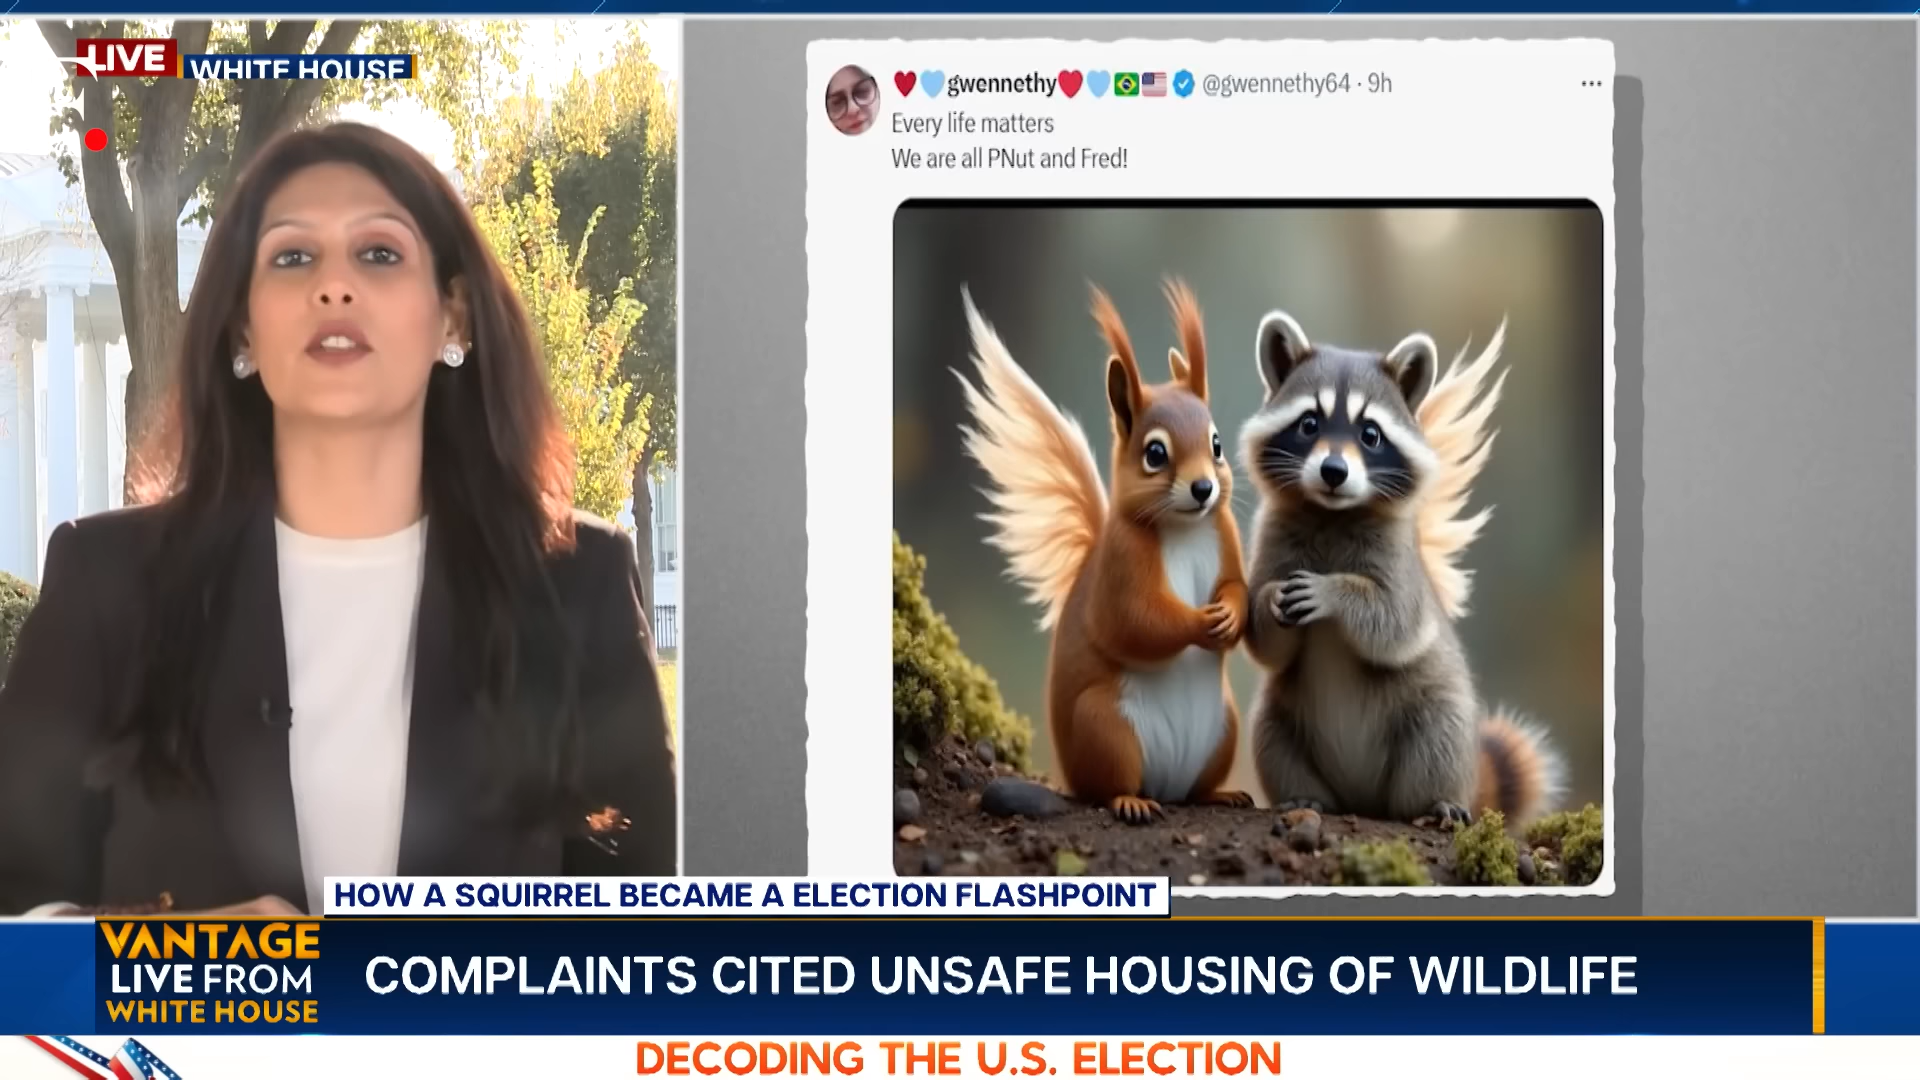 LIVE
WHITE HOUSE
gwennethy @gwennethy64 · 9h
Every life matters
We are all PNut and Fred!
HOW A SQUIRREL BECAME A ELECTION FLASHPOINT
VANTAGE
LIVE FROM
WHITE HOUSE
COMPLAINTS CITED UNSAFE HOUSING OF WILDLIFE
DECODING THE U.S. ELECTION